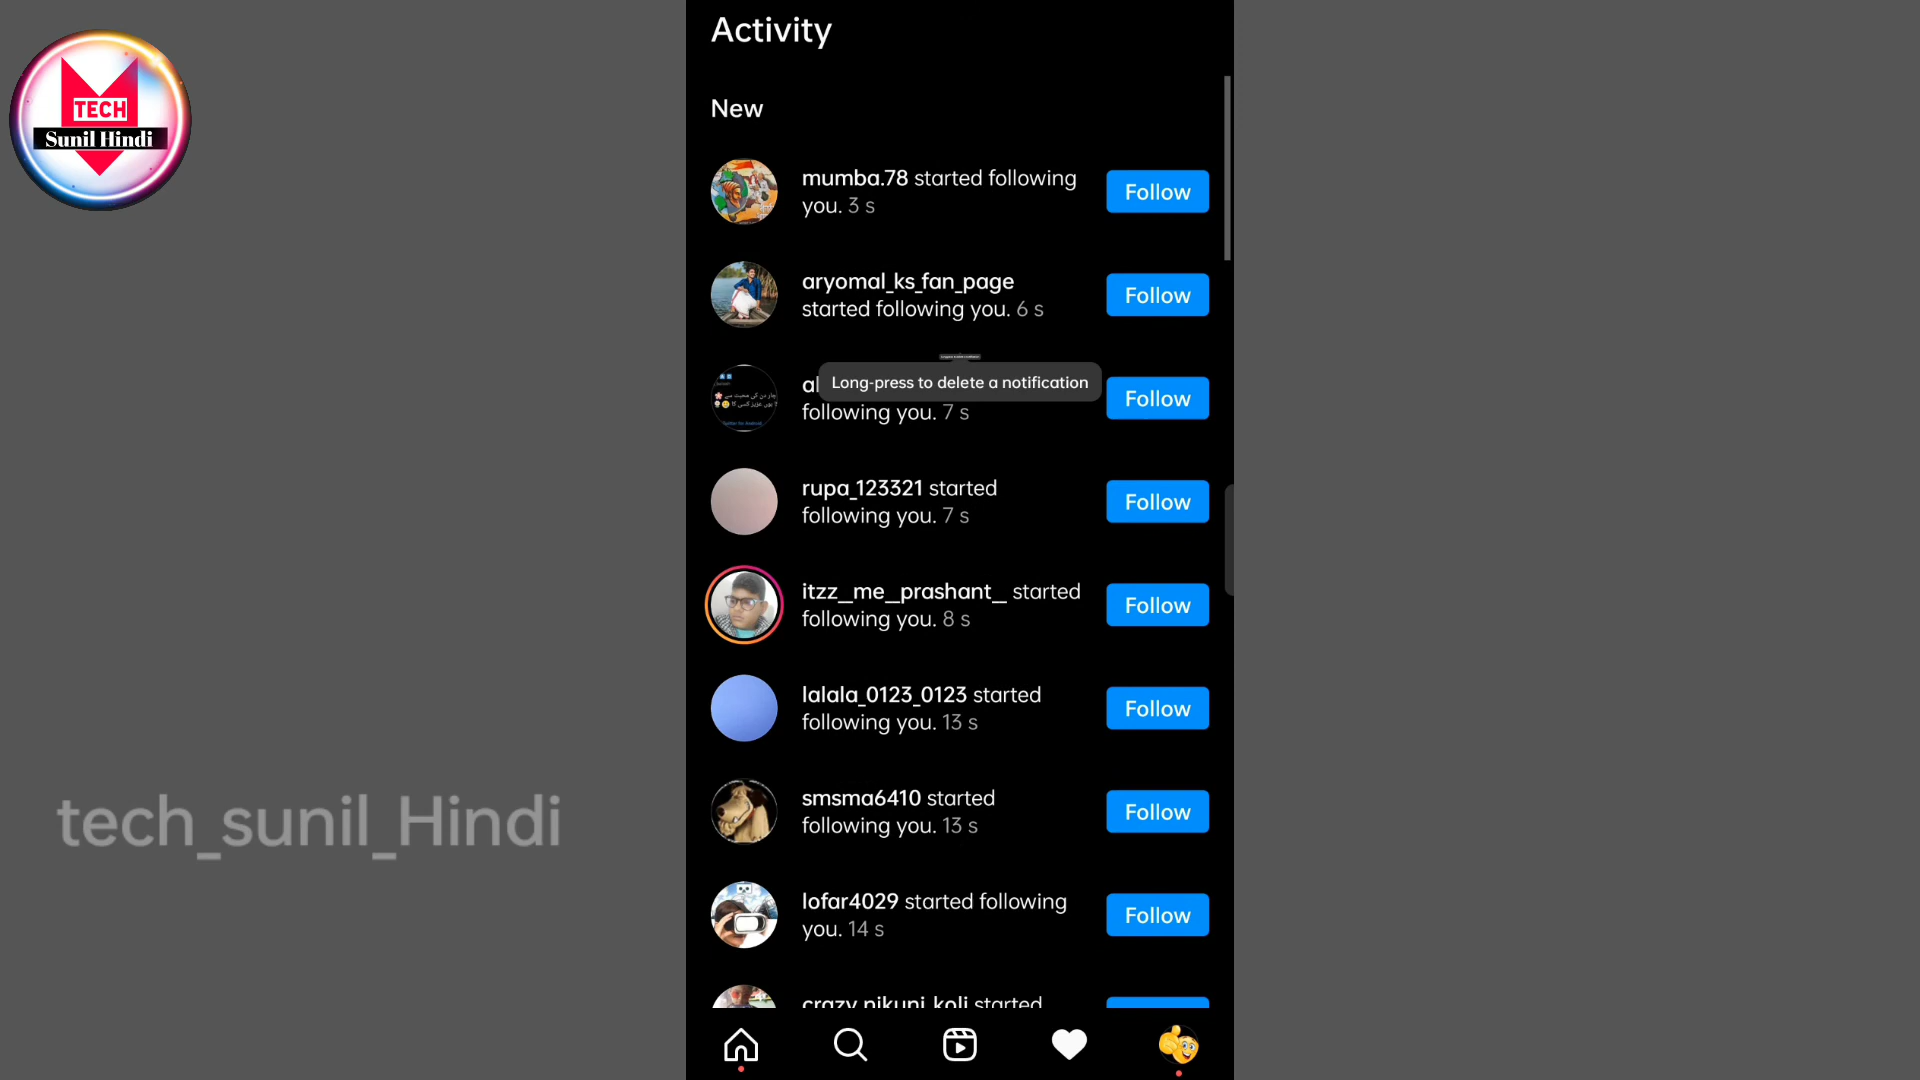 TECH
Sunil Hindi
tech_sunil_Hindi
Activity
New
mumba.78 started following
you. 3 s
Follow
aryomal_ks_fan_page
started following you. 6 s
Follow
Long-press to delete a notification
following you. 7 s
Follow
rupa_123321 started
following you. 7 s
Follow
itzz__me__prashant__ started
following you. 8 s
Follow
lalala_0123_0123 started
following you. 13 s
Follow
smsma6410 started
following you. 13 s
Follow
lofar4029 started following
you. 14 s
Follow
crazy_nikunj_koli started